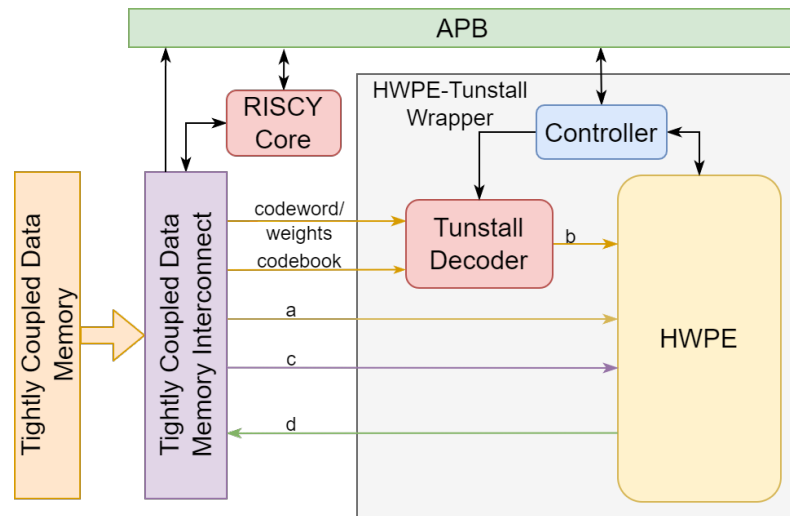 APB
HWPE-Tunstall
Wrapper
RISCY
Core
Controller
Tightly Coupled Data
Memory
Tightly Coupled Data
Memory Interconnect
codeword/
weights
codebook
Tunstall
Decoder
b
a
c
d
HWPE